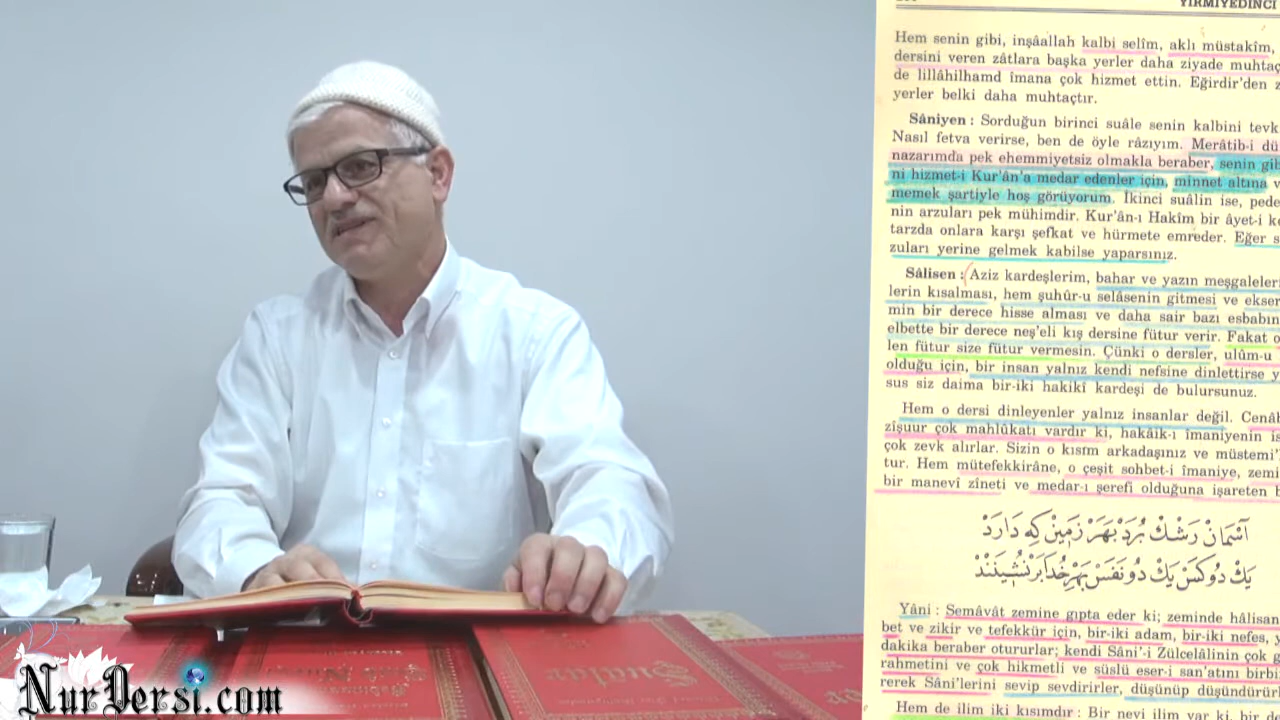 YİRMİYEDİNCİ
Hem senin gibi, inşâallah kalbi selîm, aklı müstakîm,
dersini veren zâtlara başka yerler daha ziyade muhtaç
de lillâhilhamd îmana çok hizmet ettin. Eğirdir'den z
yerler belki daha muhtaçtır.
Sâniyen : Sorduğun birinci suâle senin kalbini tevk
Nasıl fetva verirse, ben de öyle râzıyım. Merâtib-i dü
nazarımda pek ehemmiyetsiz olmakla beraber, senin gib
ni hizmet-i Kur'ân'a medar edenler için, minnet altına v
memek şartiyle hoş görüyorum. İkinci suâlin ise, pede
nin arzuları pek mühimdir. Kur'ân-ı Hakîm bir âyet-i ke
tarzda onlara karşı şefkat ve hürmete emreder. Eğer s
zuları yerine gelmek kabilse yaparsınız.
Sâlisen : Aziz kardeşlerim, bahar ve yazın meşgaleleri
lerin kısalması, hem şuhûr-u selâsenin gitmesi ve ekser
min bir derece hisse alması ve daha sair bazı esbabın
elbette bir derece neş'eli kış dersine fütur verir. Fakat o
len fütur size fütur vermesin. Çünki o dersler, ulûm-u
olduğu için, bir insan yalnız kendi nefsine dinlettirse y
sus siz daima bir-iki hakikî kardeşi de bulursunuz.
Hem o dersi dinleyenler yalnız insanlar değil. Cenâb
zîşuur çok mahlûkatı vardır ki, hakâik-ı îmaniyenin is
çok zevk alırlar. Sizin o kısım arkadaşınız ve müstemi'
tur. Hem mütefekkirâne, o çeşit sohbet-i îmaniye, zemi
bir manevî zîneti ve medar-ı şerefi olduğuna işareten b
آسْمَانْ رَشْكْ بُرَدْ بَهَرْ زَمِينْ كِه دَارَدْ
يَكْ دُو كَسْ يَكْ دُو نَفَسْ بَهْرِ خُدَا بَرْ نِشِينَنْدْ
Yâni : Semâvât zemine gıpta eder ki; zeminde hâlisan
bet ve zikir ve tefekkür için, bir-iki adam, bir-iki nefes, y
dakika beraber otururlar; kendi Sâni'-i Zülcelâlinin çok g
rahmetini ve çok hikmetli ve süslü eser-i san'atını birbi
rerek Sâni'lerini sevip sevdirirler, düşünüp düşündürür
Hem de ilim iki kısımdır : Bir nevi ilim var ki, bir
Şualar
NurDersi.com